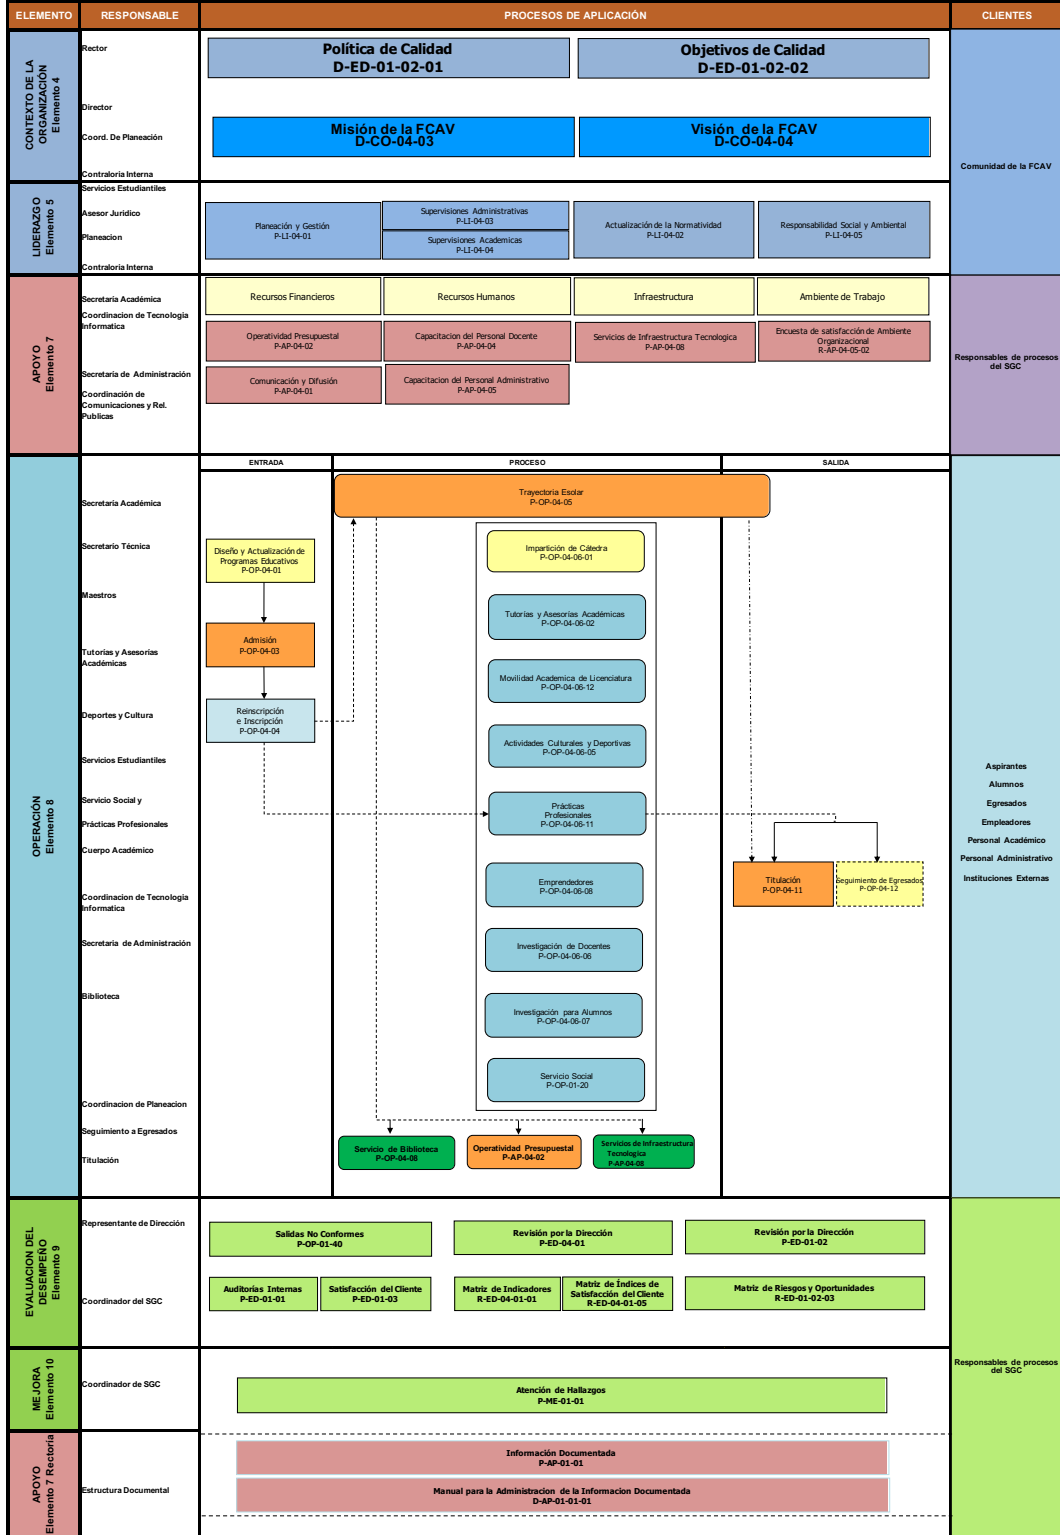 ELEMENTO
RESPONSABLE
PROCESOS DE APLICACIÓN
CLIENTES
CONTEXTO DE LA
ORGANIZACIÓN
Elemento 4
Rector
Director
Coord. De Planeación
Contraloria Interna
Política de Calidad
D-ED-01-02-01
Objetivos de Calidad
D-ED-01-02-02
Misión de la FCAV
D-CO-04-03
Visión de la FCAV
D-CO-04-04
Comunidad de la FCAV
LIDERAZGO
Elemento 5
Servicios Estudiantiles
Asesor Juridico
Planeacion
Contraloria Interna
Planeación y Gestión
P-LI-04-01
Supervisiones Administrativas
P-LI-04-03
Supervisiones Academicas
P-LI-04-04
Actualización de la Normatividad
P-LI-04-02
Responsabilidad Social y Ambiental
P-LI-04-05
APOYO
Elemento 7
Secretaría Académica
Coordinacion de Tecnologia
Informatica
Secretaría de Administración
Coordinación de
Comunicaciones y Rel.
Publicas
Recursos Financieros
Recursos Humanos
Infraestructura
Ambiente de Trabajo
Operatividad Presupuestal
P-AP-04-02
Capacitacion del Personal Docente
P-AP-04-04
Servicios de Infraestructura Tecnologica
P-AP-04-08
Encuesta de satisfacción de Ambiente
Organizacional
R-AP-04-05-02
Comunicación y Difusión
P-AP-04-01
Capacitacion del Personal Administrativo
P-AP-04-05
Responsables de procesos
del SGC
OPERACIÓN
Elemento 8
Secretaría Académica
Secretario Técnica
Maestros
Tutorías y Asesorías
Académicas
Deportes y Cultura
Servicios Estudiantiles
Servicio Social y
Prácticas Profesionales
Cuerpo Académico
Coordinacion de Tecnologia
Informatica
Secretaria de Administración
Biblioteca
Coordinacion de Planeacion
Seguimiento a Egresados
Titulación
ENTRADA
PROCESO
SALIDA
Trayectoria Esolar
P-OP-04-05
Diseño y Actualización de
Programas Educativos
P-OP-04-01
Admisión
P-OP-04-03
Reinscripción
e Inscripción
P-OP-04-04
Impartición de Cátedra
P-OP-04-06-01
Tutorías y Asesorías Académicas
P-OP-04-06-02
Movilidad Academica de Licenciatura
P-OP-04-06-12
Actividades Culturales y Deportivas
P-OP-04-06-05
Prácticas
Profesionales
P-OP-04-06-11
Emprendedores
P-OP-04-06-08
Investigación de Docentes
P-OP-04-06-06
Investigación para Alumnos
P-OP-04-06-07
Servicio Social
P-OP-01-20
Titulación
P-OP-04-11
Seguimiento de Egresados
P-OP-04-12
Servicio de Biblioteca
P-OP-04-08
Operatividad Presupuestal
P-AP-04-02
Servicios de Infraestructura
Tecnologica
P-AP-04-08
Aspirantes
Alumnos
Egresados
Empleadores
Personal Académico
Personal Administrativo
Instituciones Externas
EVALUACION DEL
DESEMPEÑO
Elemento 9
Representante de Dirección
Coordinador del SGC
Salidas No Conformes
P-OP-01-40
Revisión por la Dirección
P-ED-04-01
Revisión por la Dirección
P-ED-01-02
Auditorías Internas
P-ED-01-01
Satisfacción del Cliente
P-ED-01-03
Matriz de Indicadores
R-ED-04-01-01
Matriz de Índices de
Satisfacción del Cliente
R-ED-04-01-05
Matriz de Riesgos y Oportunidades
R-ED-01-02-03
Responsables de procesos
del SGC
MEJORA
Elemento 10
Coordinador de SGC
Atención de Hallazgos
P-ME-01-01
APOYO
Elemento 7 Rectoría
Estructura Documental
Información Documentada
P-AP-01-01
Manual para la Administracion de la Informacion Documentada
D-AP-01-01-01